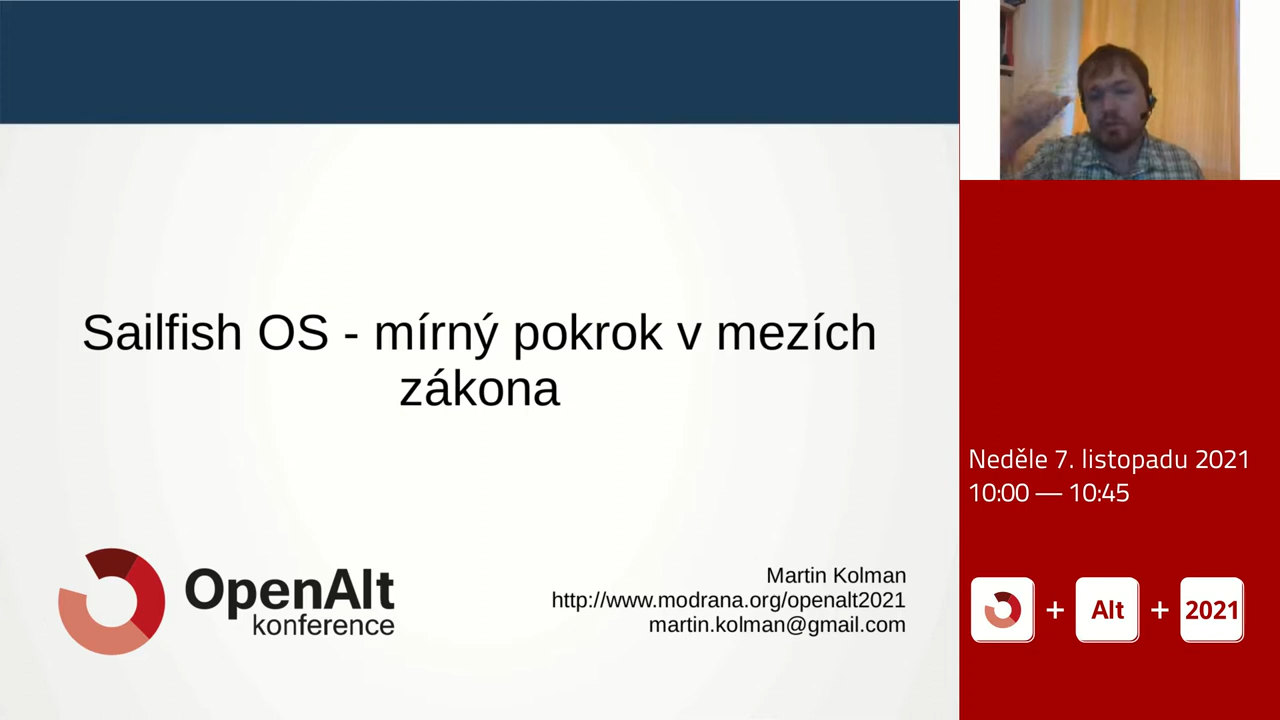 Sailfish OS - mírný pokrok v mezích
zákona
OpenAlt
konference
Martin Kolman
http://www.modrana.org/openalt2021
martin.kolman@gmail.com
Neděle 7. listopadu 2021
10:00 — 10:45
+ Alt + 2021